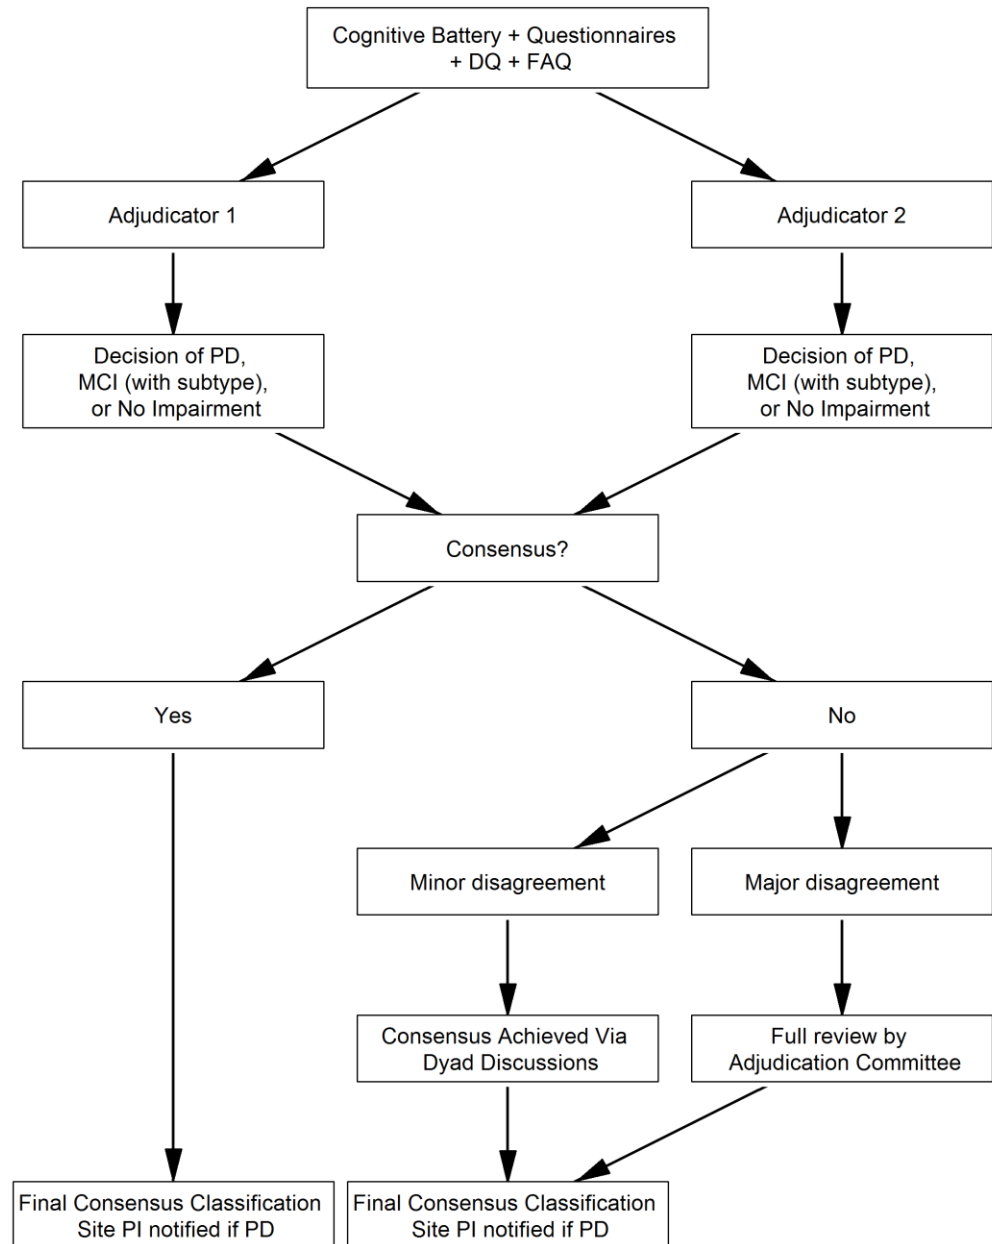 Cognitive Battery + Questionnaires
+ DQ + FAQ
Adjudicator 1
Adjudicator 2
Decision of PD,
MCI (with subtype),
or No Impairment
Decision of PD,
MCI (with subtype),
or No Impairment
Consensus?
Yes
No
Minor disagreement
Major disagreement
Consensus Achieved Via
Dyad Discussions
Full review by
Adjudication Committee
Final Consensus Classification
Site PI notified if PD
Final Consensus Classification
Site PI notified if PD